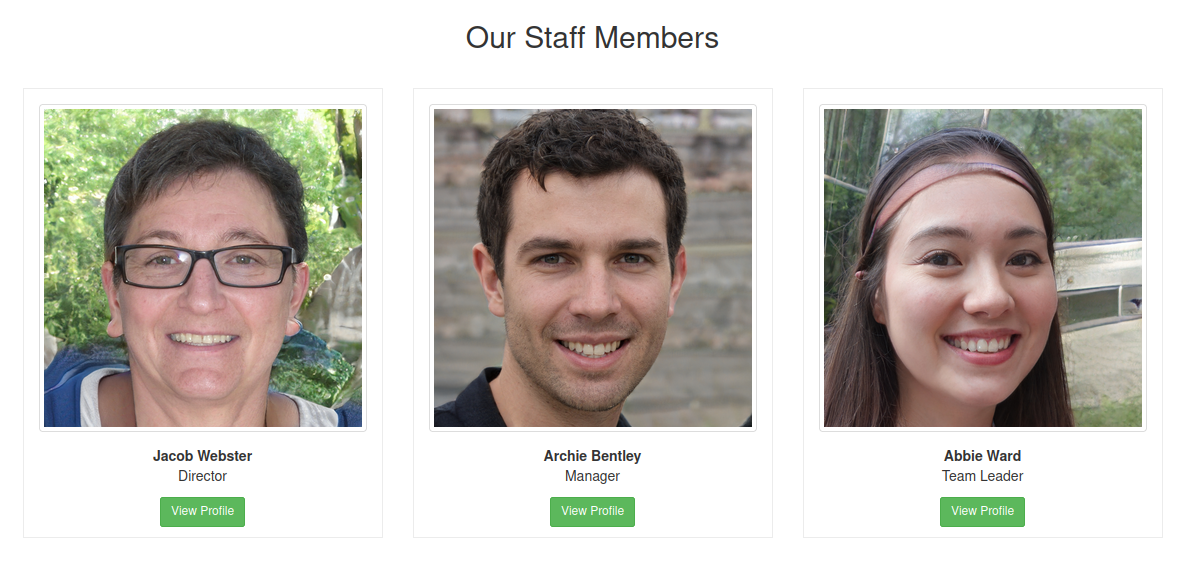 Our Staff Members
Jacob Webster
Director
View Profile
Archie Bentley
Manager
View Profile
Abbie Ward
Team Leader
View Profile